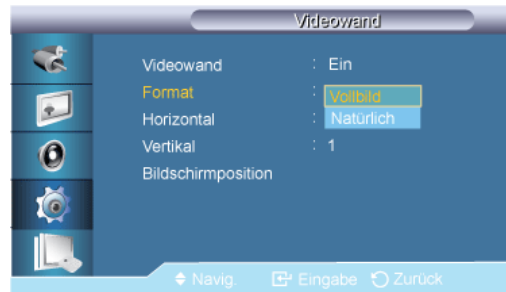 Videowand
Videowand : Ein
Format : Vollbild
Natürlich
Horizontal :
Vertikal : 1
Bildschirmposition
Navig. Eingabe Zurück